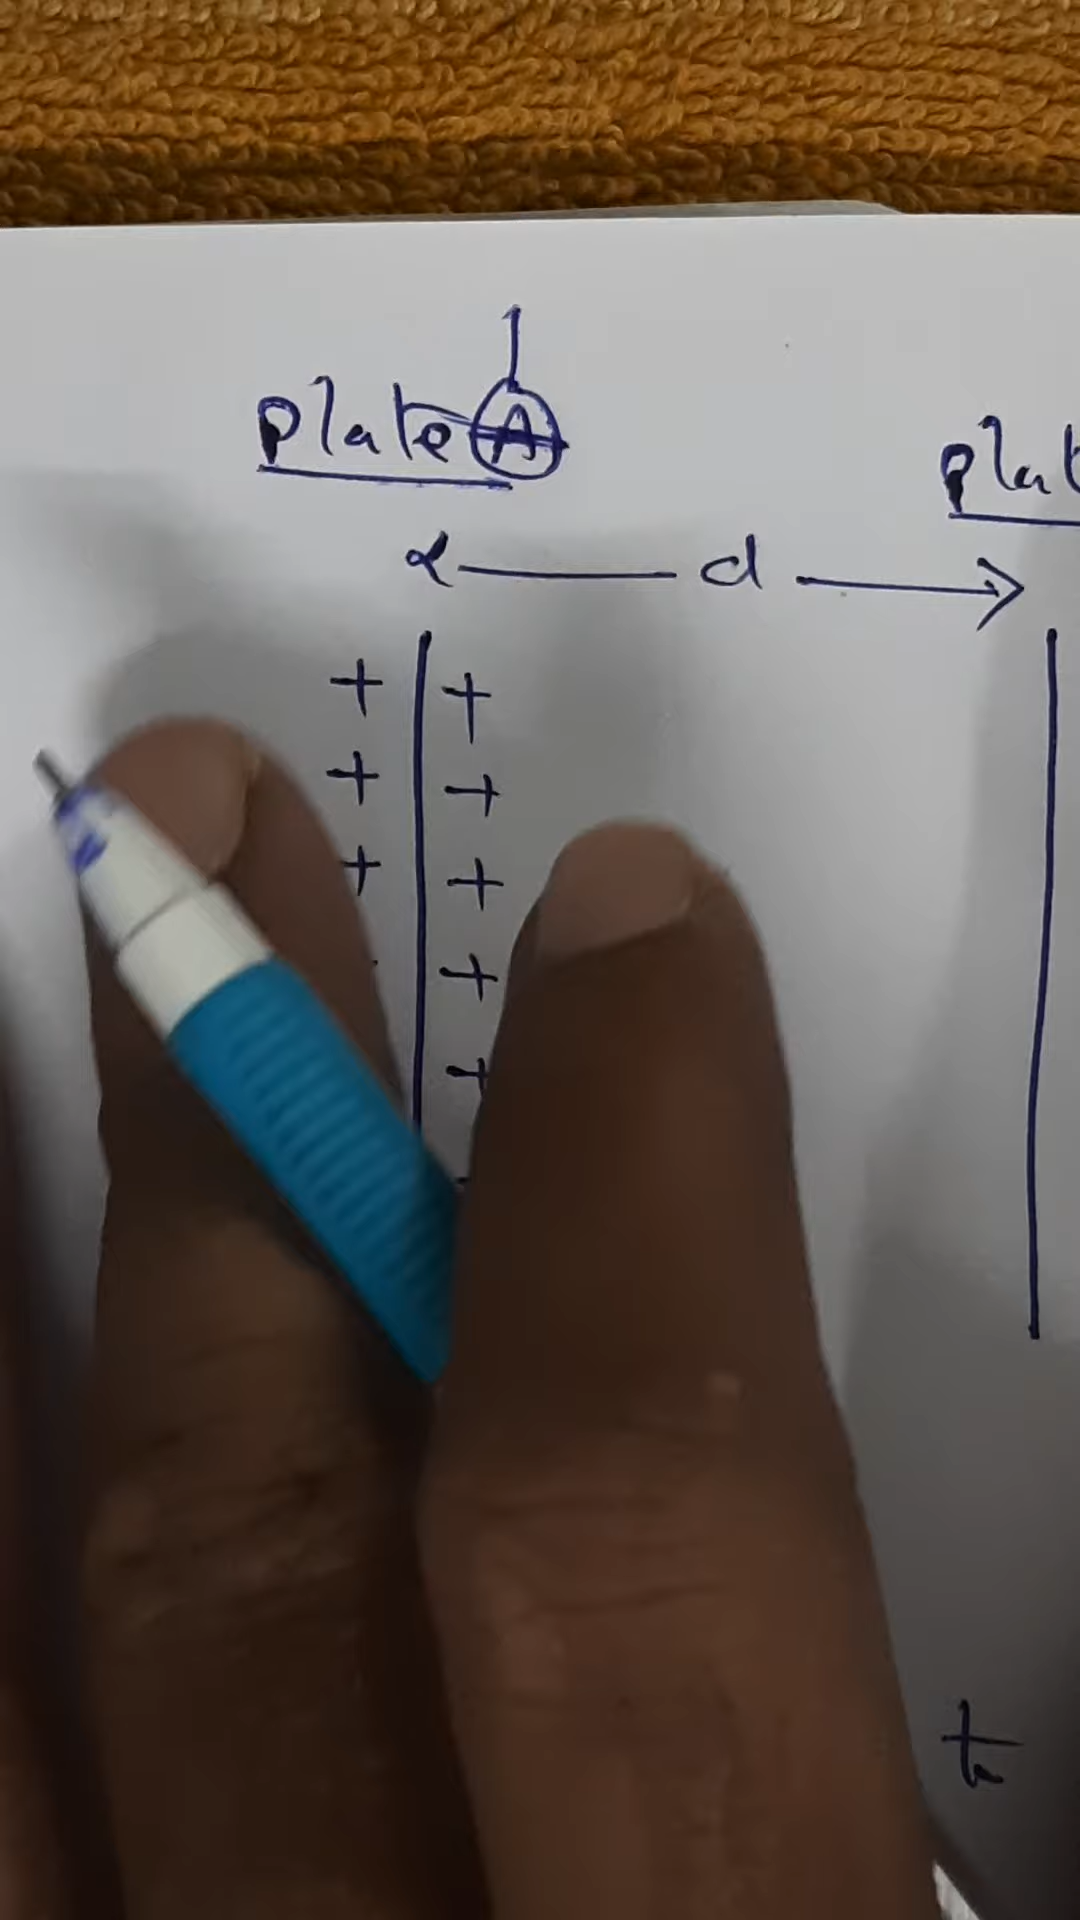 Plate A
plat
d
+ +
+ +
+ +
+
+